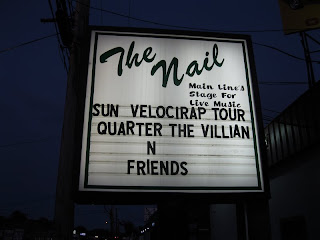 The Nail
Main Line's
Stage For
Live Music
SUN VELOCIRAP TOUR
QUARTER THE VILLIAN
N
FRIENDS